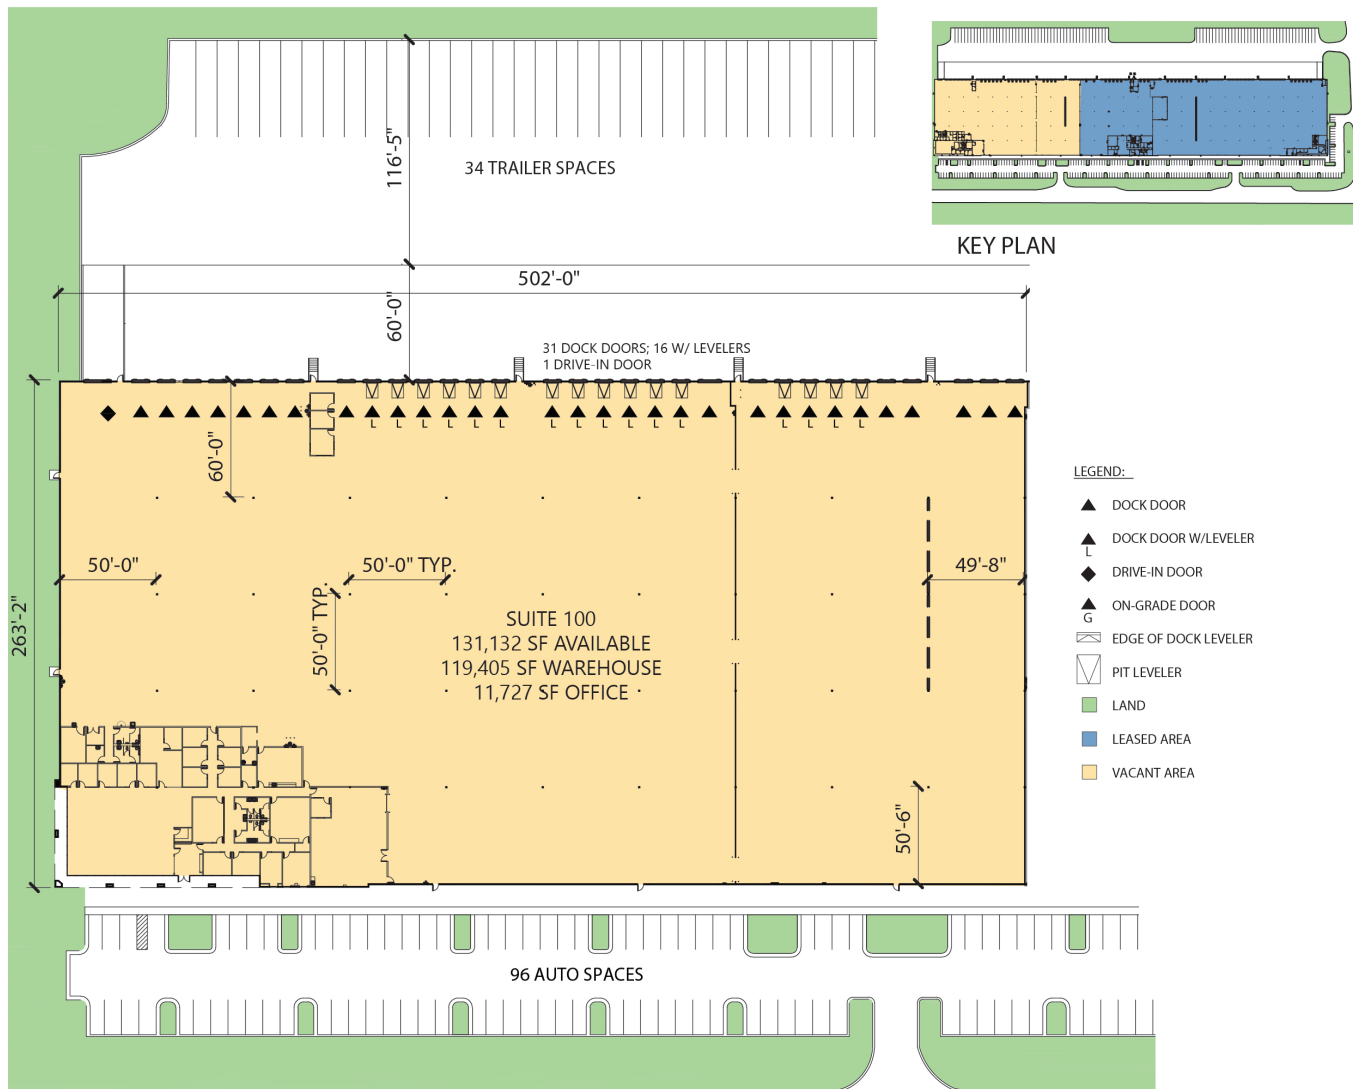 116'-5"
34 TRAILER SPACES
KEY PLAN
502'-0"
60'-0"
31 DOCK DOORS; 16 W/ LEVELERS
1 DRIVE-IN DOOR
L L L L L L L L L L L L L L L L
60'-0"
50'-0"
50'-0" TYP.
49'-8"
50'-0" TYP.
263'-2"
SUITE 100
131,132 SF AVAILABLE
119,405 SF WAREHOUSE
11,727 SF OFFICE
50'-6"
LEGEND:
DOCK DOOR
DOCK DOOR W/LEVELER
L
DRIVE-IN DOOR
ON-GRADE DOOR
G
EDGE OF DOCK LEVELER
PIT LEVELER
LAND
LEASED AREA
VACANT AREA
96 AUTO SPACES